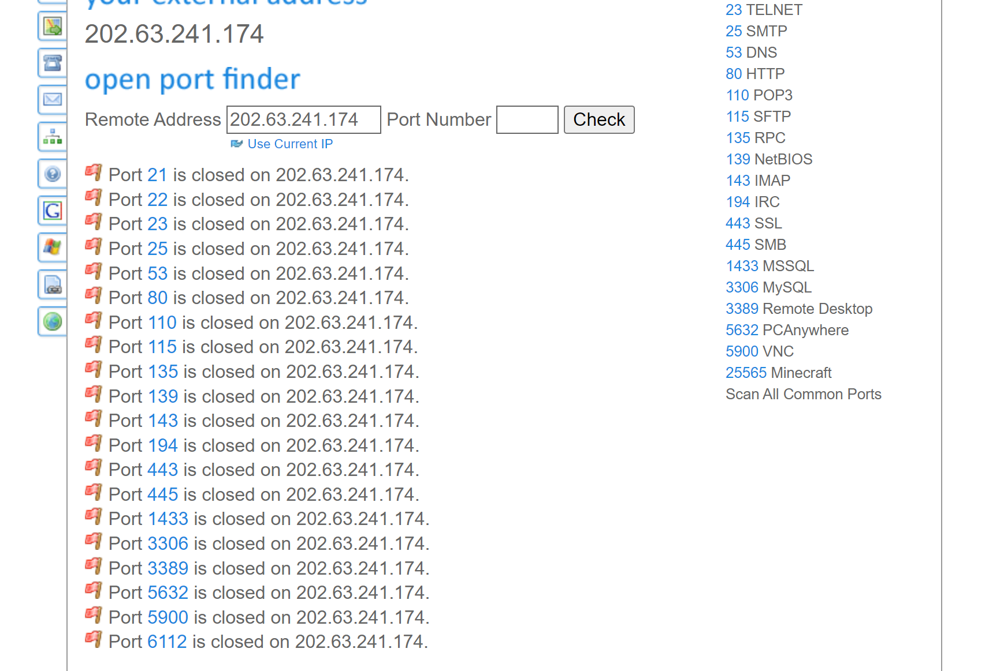 your external address
202.63.241.174
open port finder
Remote Address 202.63.241.174 Port Number Check
Use Current IP
Port 21 is closed on 202.63.241.174.
Port 22 is closed on 202.63.241.174.
Port 23 is closed on 202.63.241.174.
Port 25 is closed on 202.63.241.174.
Port 53 is closed on 202.63.241.174.
Port 80 is closed on 202.63.241.174.
Port 110 is closed on 202.63.241.174.
Port 115 is closed on 202.63.241.174.
Port 135 is closed on 202.63.241.174.
Port 139 is closed on 202.63.241.174.
Port 143 is closed on 202.63.241.174.
Port 194 is closed on 202.63.241.174.
Port 443 is closed on 202.63.241.174.
Port 445 is closed on 202.63.241.174.
Port 1433 is closed on 202.63.241.174.
Port 3306 is closed on 202.63.241.174.
Port 3389 is closed on 202.63.241.174.
Port 5632 is closed on 202.63.241.174.
Port 5900 is closed on 202.63.241.174.
Port 6112 is closed on 202.63.241.174.
23 TELNET
25 SMTP
53 DNS
80 HTTP
110 POP3
115 SFTP
135 RPC
139 NetBIOS
143 IMAP
194 IRC
443 SSL
445 SMB
1433 MSSQL
3306 MySQL
3389 Remote Desktop
5632 PCAnywhere
5900 VNC
25565 Minecraft
Scan All Common Ports
G